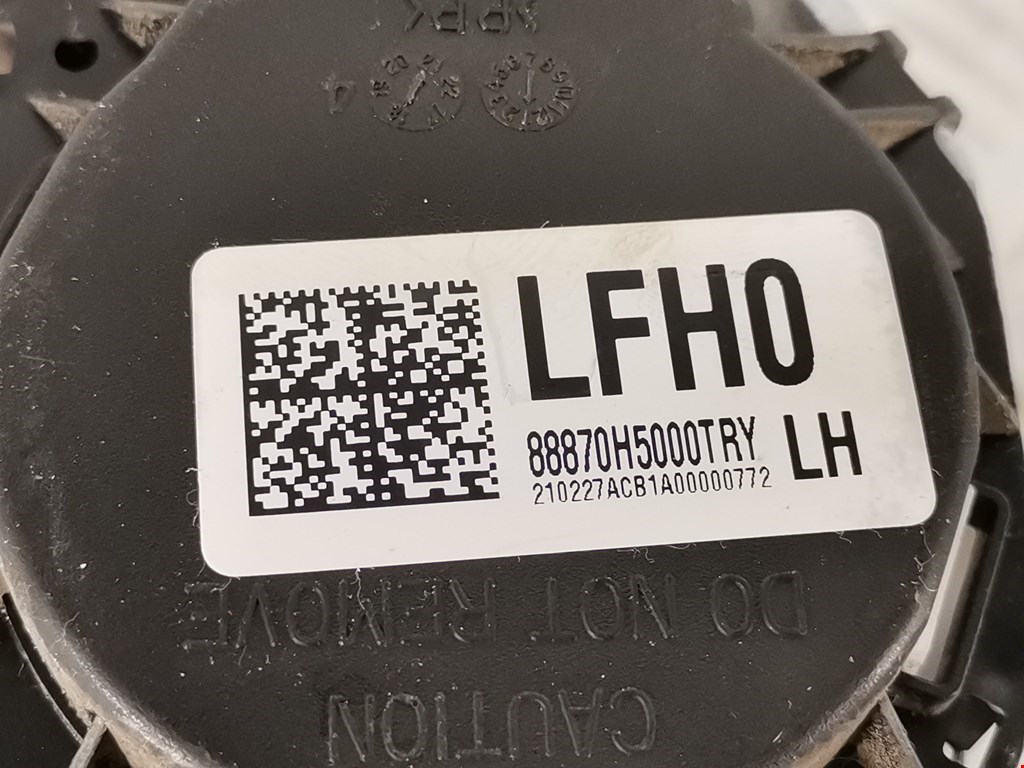 LFH0
88870H5000TRY LH
210227ACB1A00000772
CAUTION
DO NOT REMOVE